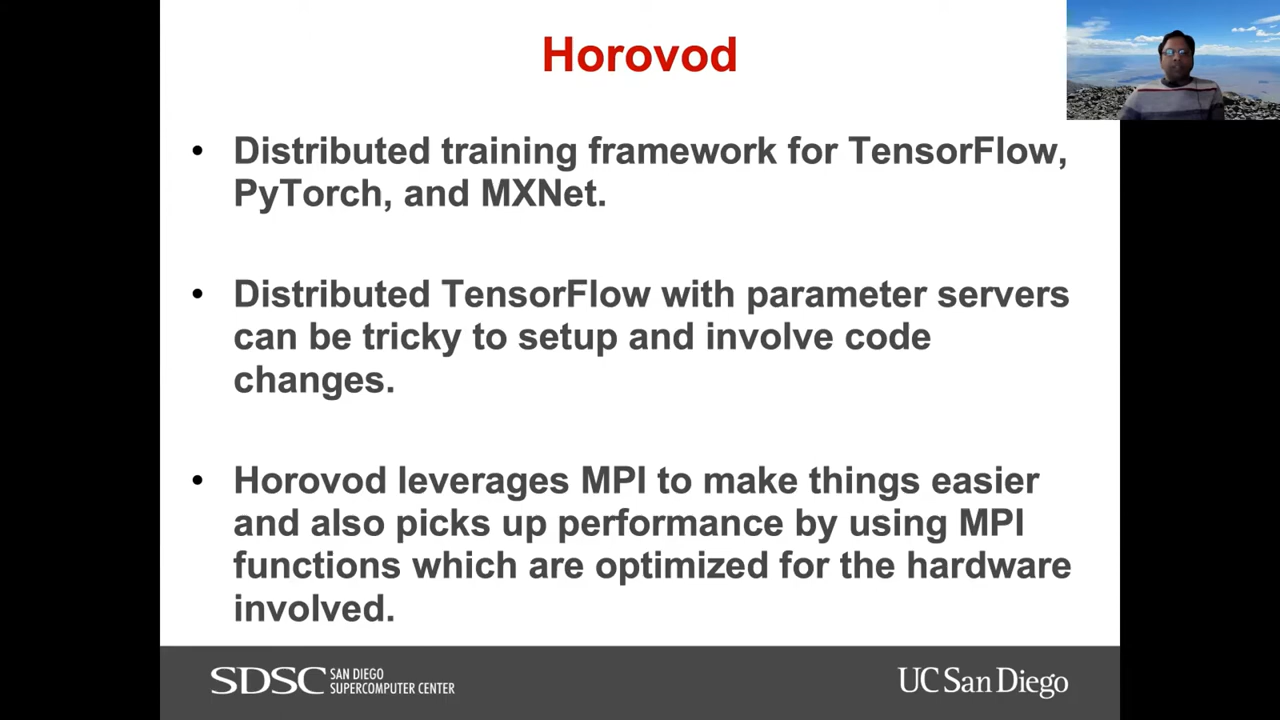 Horovod
• Distributed training framework for TensorFlow,
PyTorch, and MXNet.
• Distributed TensorFlow with parameter servers
can be tricky to setup and involve code
changes.
• Horovod leverages MPI to make things easier
and also picks up performance by using MPI
functions which are optimized for the hardware
involved.
SDSC SAN DIEGO
SUPERCOMPUTER CENTER
UC San Diego